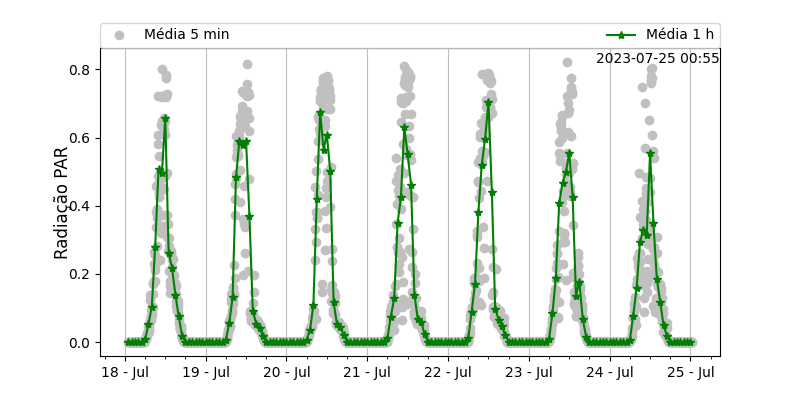 Média 5 min
Média 1 h
2023-07-25 00:55
Radiação PAR
0.8
0.6
0.4
0.2
0.0
18 - Jul
19 - Jul
20 - Jul
21 - Jul
22 - Jul
23 - Jul
24 - Jul
25 - Jul